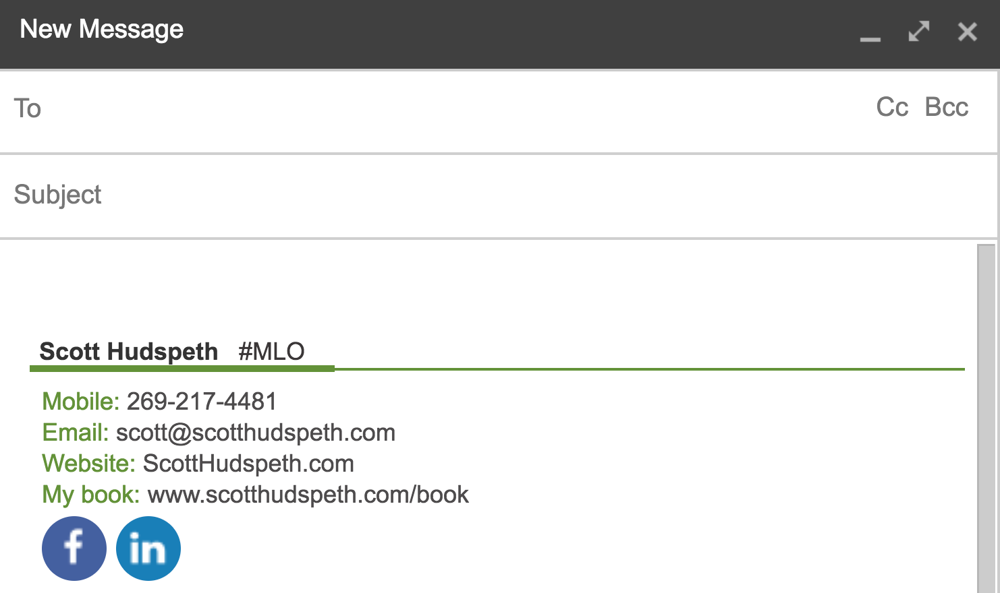 New Message
To Cc Bcc
Subject
Scott Hudspeth #MLO
Mobile: 269-217-4481
Email: scott@scotthudspeth.com
Website: ScottHudspeth.com
My book: www.scotthudspeth.com/book
f in